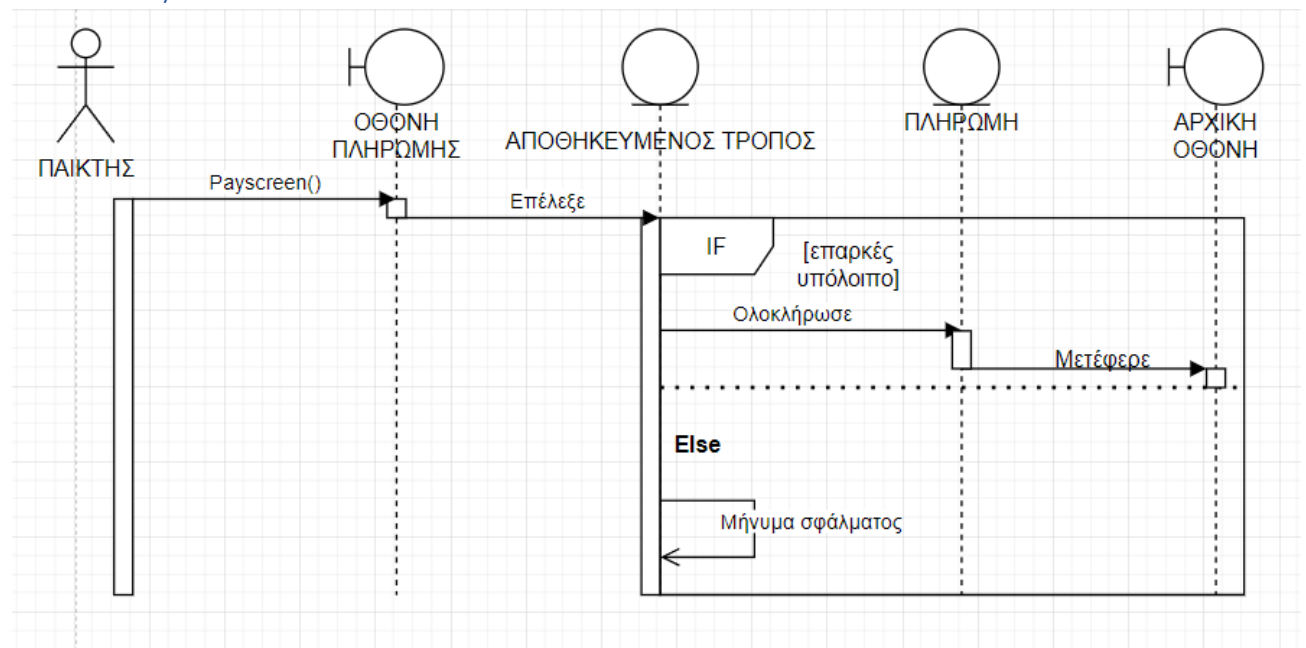 ΠΑΙΚΤΗΣ
ΟΘΟΝΗ
ΠΛΗΡΩΜΗΣ
ΑΠΟΘΗΚΕΥΜΕΝΟΣ ΤΡΟΠΟΣ
ΠΛΗΡΩΜΗ
ΑΡΧΙΚΗ
ΟΘΟΝΗ
Payscreen()
Επέλεξε
IF
[επαρκές
υπόλοιπο]
Ολοκλήρωσε
Μετέφερε
Else
Μήνυμα σφάλματος